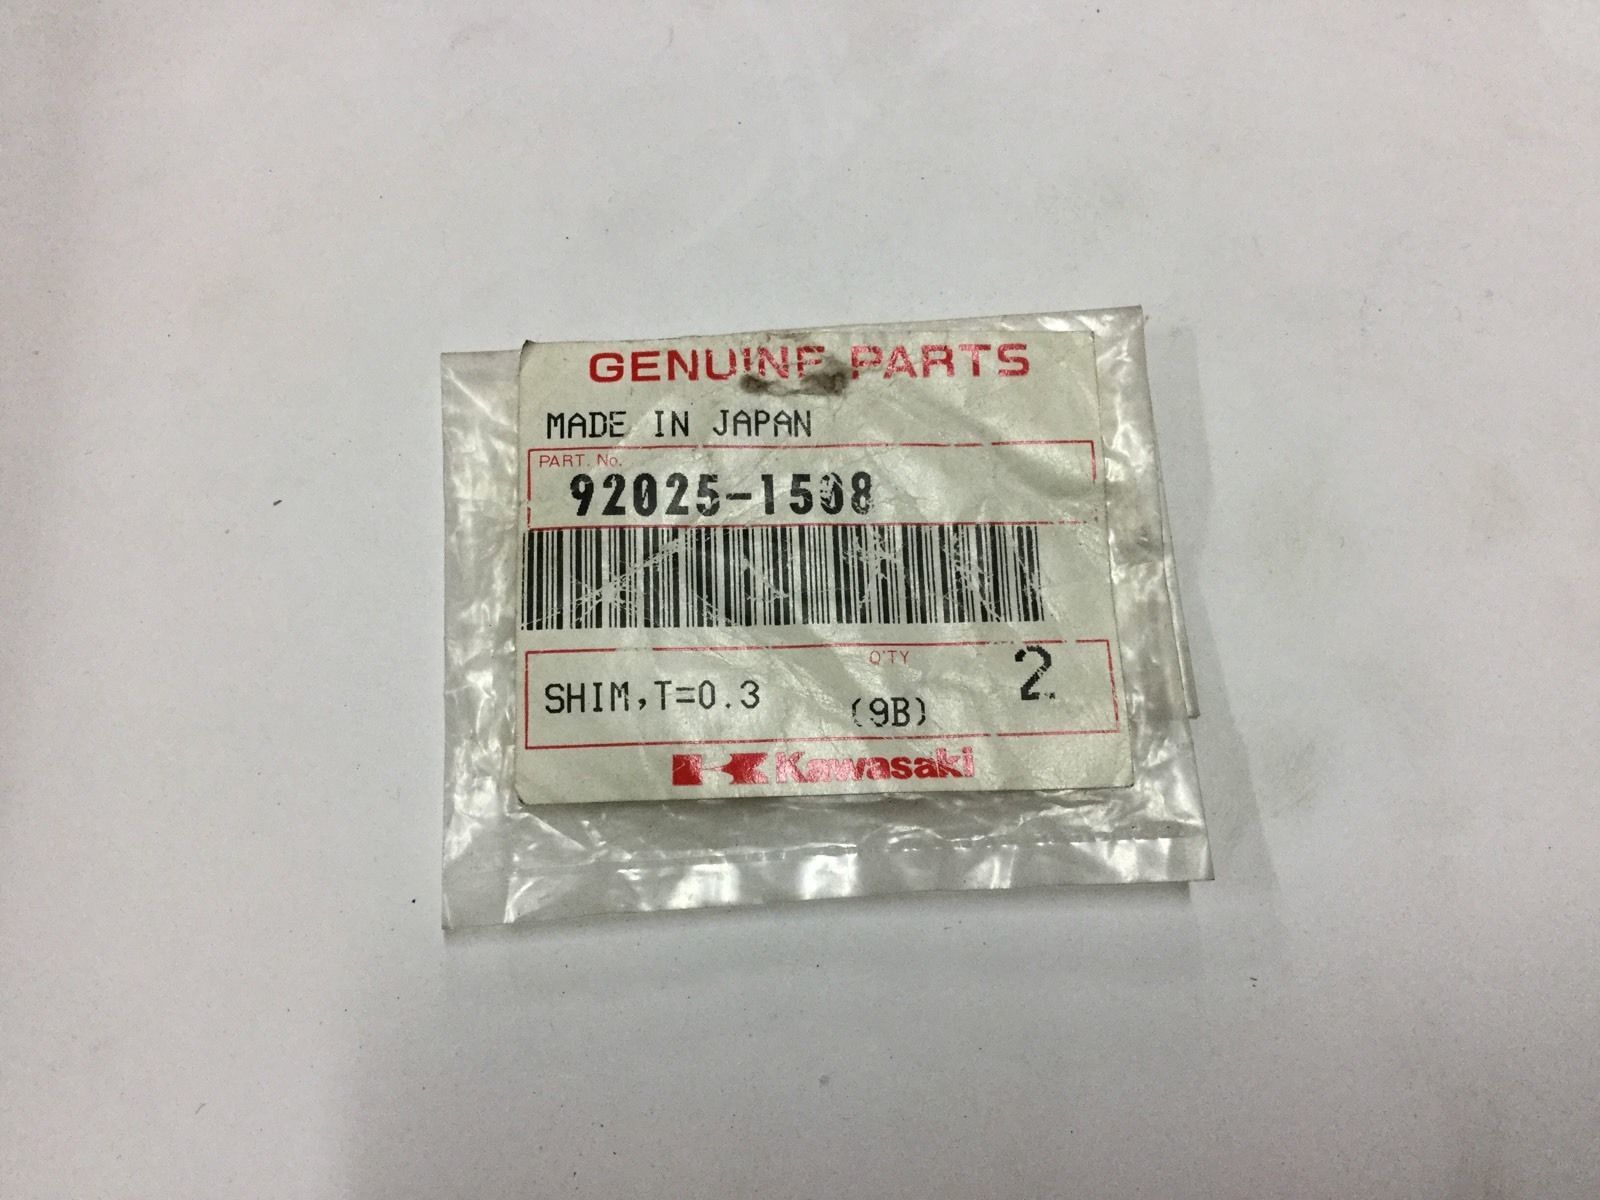 GENUINE PARTS
MADE IN JAPAN
PART. No.
92025-1508
Q'TY
2
SHIM,T=0.3
(9B)
Kawasaki